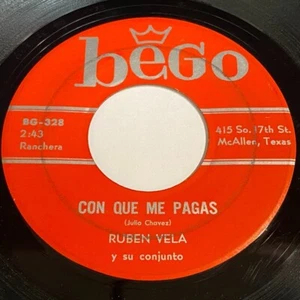 bego
BG-328
2:43
Ranchera
415 So. 17th St.
McAllen, Texas
CON QUE ME PAGAS
(Julio Chavez)
RUBEN VELA
y su conjunto